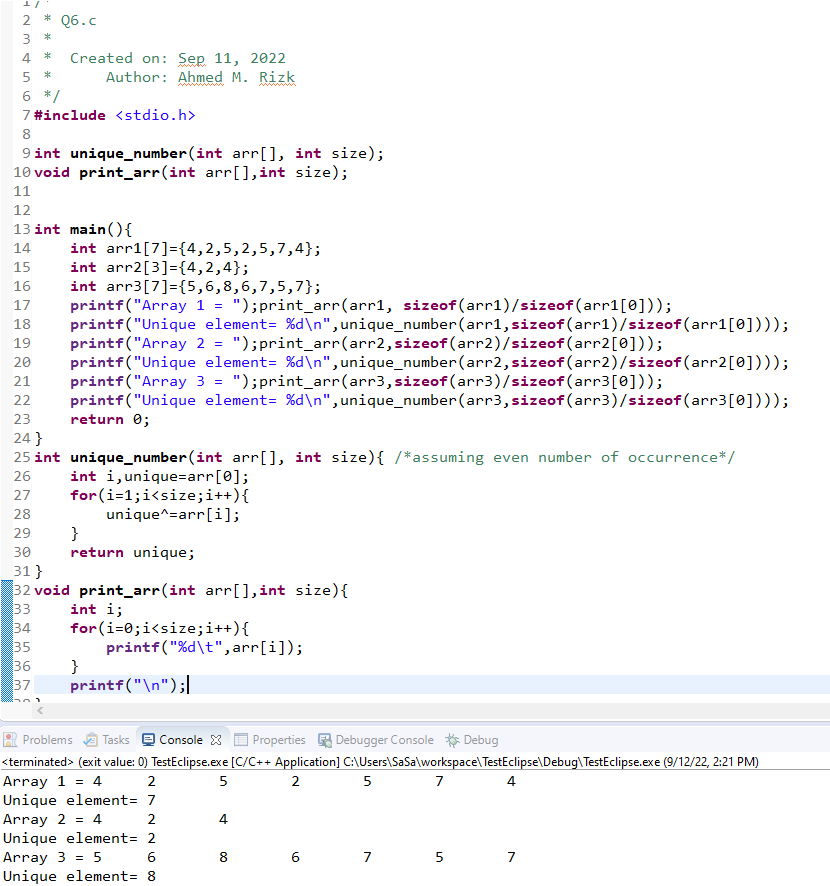 1 /*
2  * Q6.c
3  *
4  *  Created on: Sep 11, 2022
5  *      Author: Ahmed M. Rizk
6  */
7 #include <stdio.h>
8
9 int unique_number(int arr[], int size);
10 void print_arr(int arr[],int size);
11
12
13 int main(){
14     int arr1[7]={4,2,5,2,5,7,4};
15     int arr2[3]={4,2,4};
16     int arr3[7]={5,6,8,6,7,5,7};
17     printf("Array 1 = ");print_arr(arr1, sizeof(arr1)/sizeof(arr1[0]));
18     printf("Unique element= %d\n",unique_number(arr1,sizeof(arr1)/sizeof(arr1[0])));
19     printf("Array 2 = ");print_arr(arr2,sizeof(arr2)/sizeof(arr2[0]));
20     printf("Unique element= %d\n",unique_number(arr2,sizeof(arr2)/sizeof(arr2[0])));
21     printf("Array 3 = ");print_arr(arr3,sizeof(arr3)/sizeof(arr3[0]));
22     printf("Unique element= %d\n",unique_number(arr3,sizeof(arr3)/sizeof(arr3[0])));
23     return 0;
24 }
25 int unique_number(int arr[], int size){ /*assuming even number of occurrence*/
26     int i,unique=arr[0];
27     for(i=1;i<size;i++){
28         unique^=arr[i];
29     }
30     return unique;
31 }
32 void print_arr(int arr[],int size){
33     int i;
34     for(i=0;i<size;i++){
35         printf("%d\t",arr[i]);
36     }
37     printf("\n");
38 }
Problems Tasks Console Properties Debugger Console Debug
<terminated> (exit value: 0) TestEclipse.exe [C/C++ Application] C:\Users\SaSa\workspace\TestEclipse\Debug\TestEclipse.exe (9/12/22, 2:21 PM)
Array 1 = 4     2       5       2       5       7       4
Unique element= 7
Array 2 = 4     2       4
Unique element= 2
Array 3 = 5     6       8       6       7       5       7
Unique element= 8